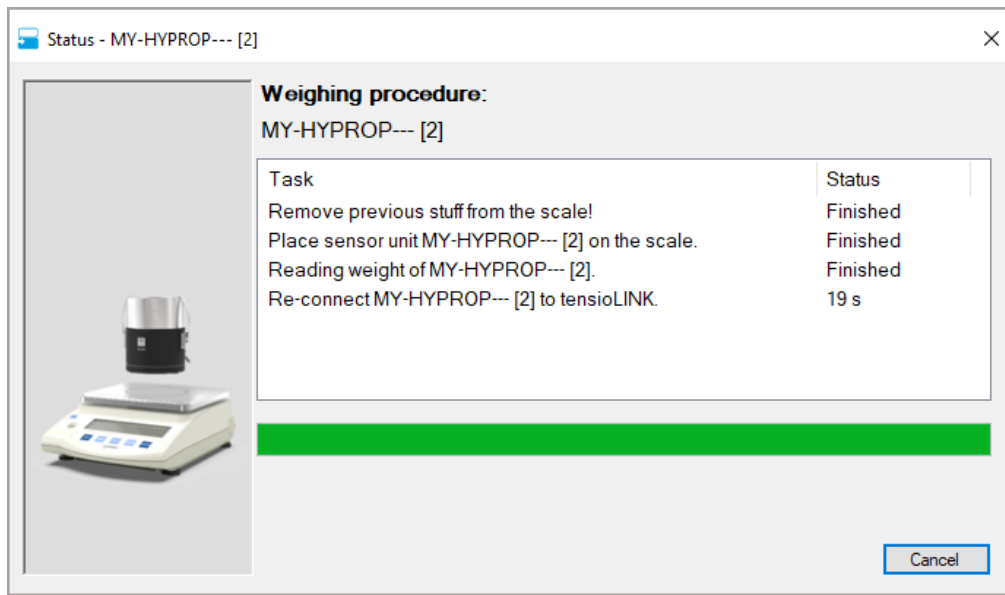 Status - MY-HYPROP--- [2]
Weighing procedure:
MY-HYPROP--- [2]
Task Status
Remove previous stuff from the scale! Finished
Place sensor unit MY-HYPROP--- [2] on the scale. Finished
Reading weight of MY-HYPROP--- [2]. Finished
Re-connect MY-HYPROP--- [2] to tensioLINK. 19 s
Cancel